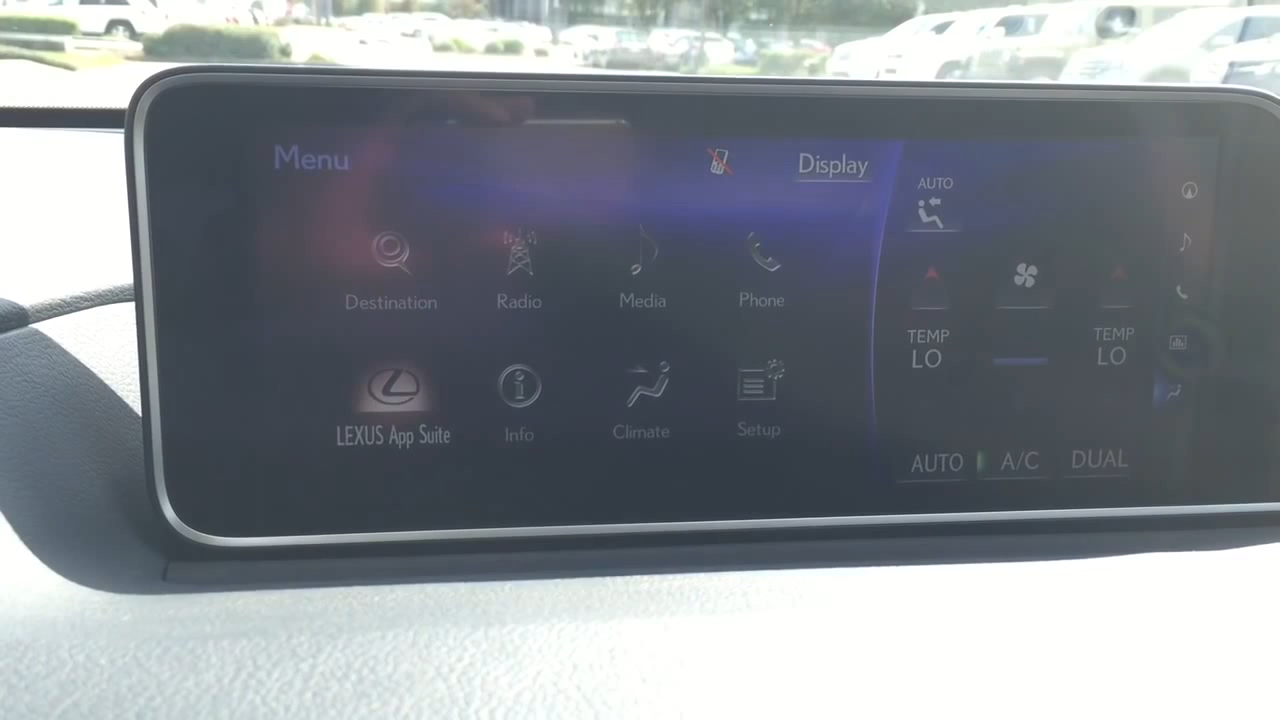 Menu
Display
AUTO
Destination
Radio
Media
Phone
TEMP
LO
TEMP
LO
LEXUS App Suite
Info
Climate
Setup
AUTO
A/C
DUAL